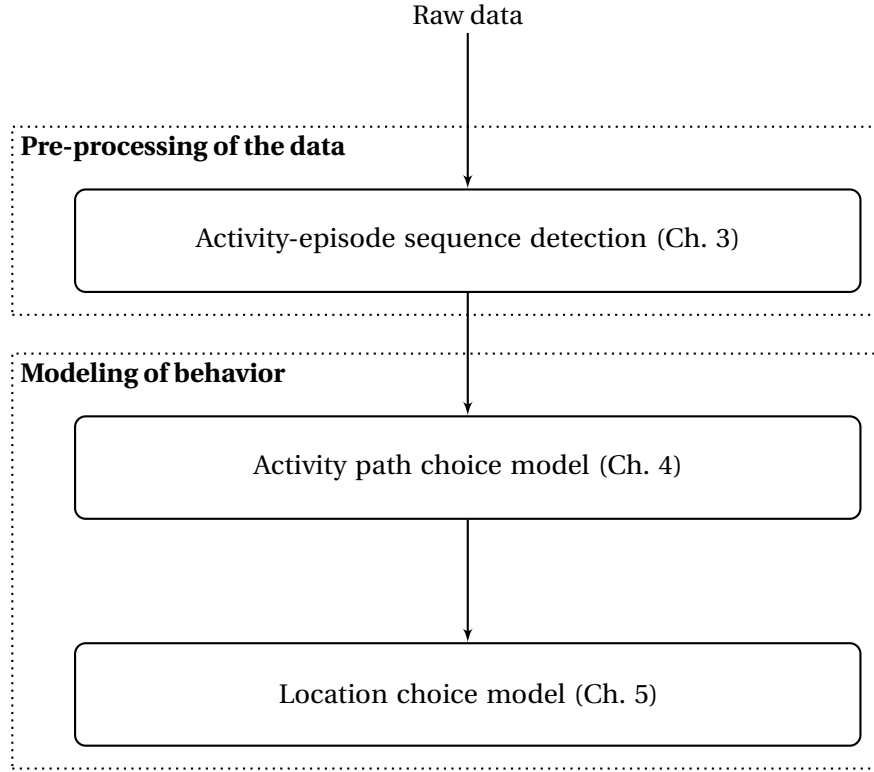 Raw data
Pre-processing of the data
Activity-episode sequence detection (Ch. 3)
Modeling of behavior
Activity path choice model (Ch. 4)
Location choice model (Ch. 5)